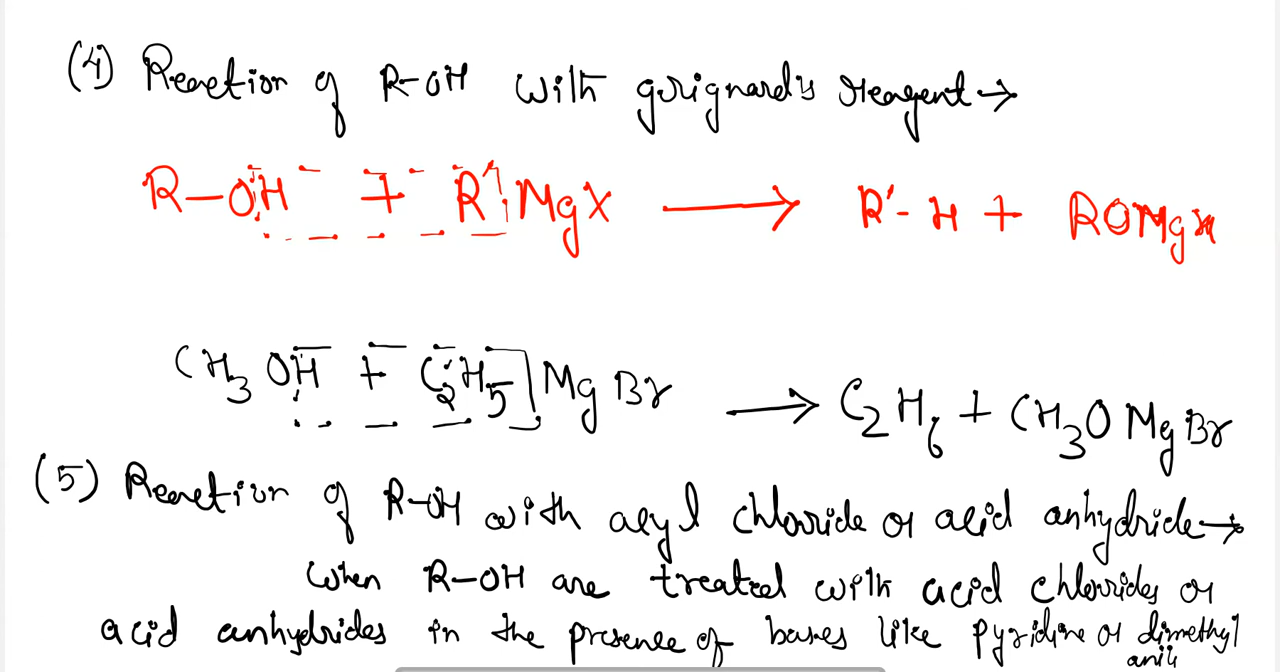 (4) Reaction of R-OH with grignard's reagent →
R-OH + R'MgX → R'-H + ROMgX
CH3OH + C2H5MgBr → C2H6 + CH3OMgBr
(5) Reaction of R-OH with acyl chloride or acid anhydride →
When R-OH are treated with acid chlorides or
acid anhydrides in the presence of bases like pyridine or dimethyl